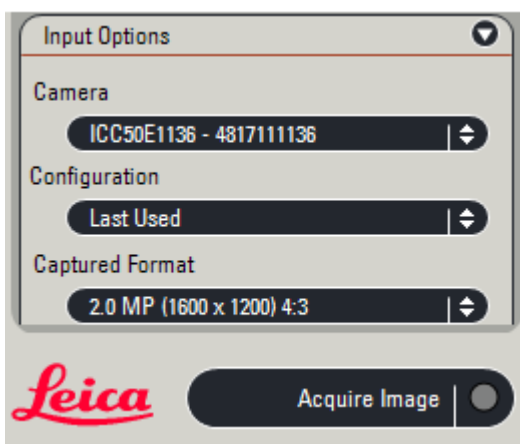 Input Options
Camera
ICC50E1136 - 4817111136
Configuration
Last Used
Captured Format
2.0 MP (1600 x 1200) 4:3
Leica
Acquire Image